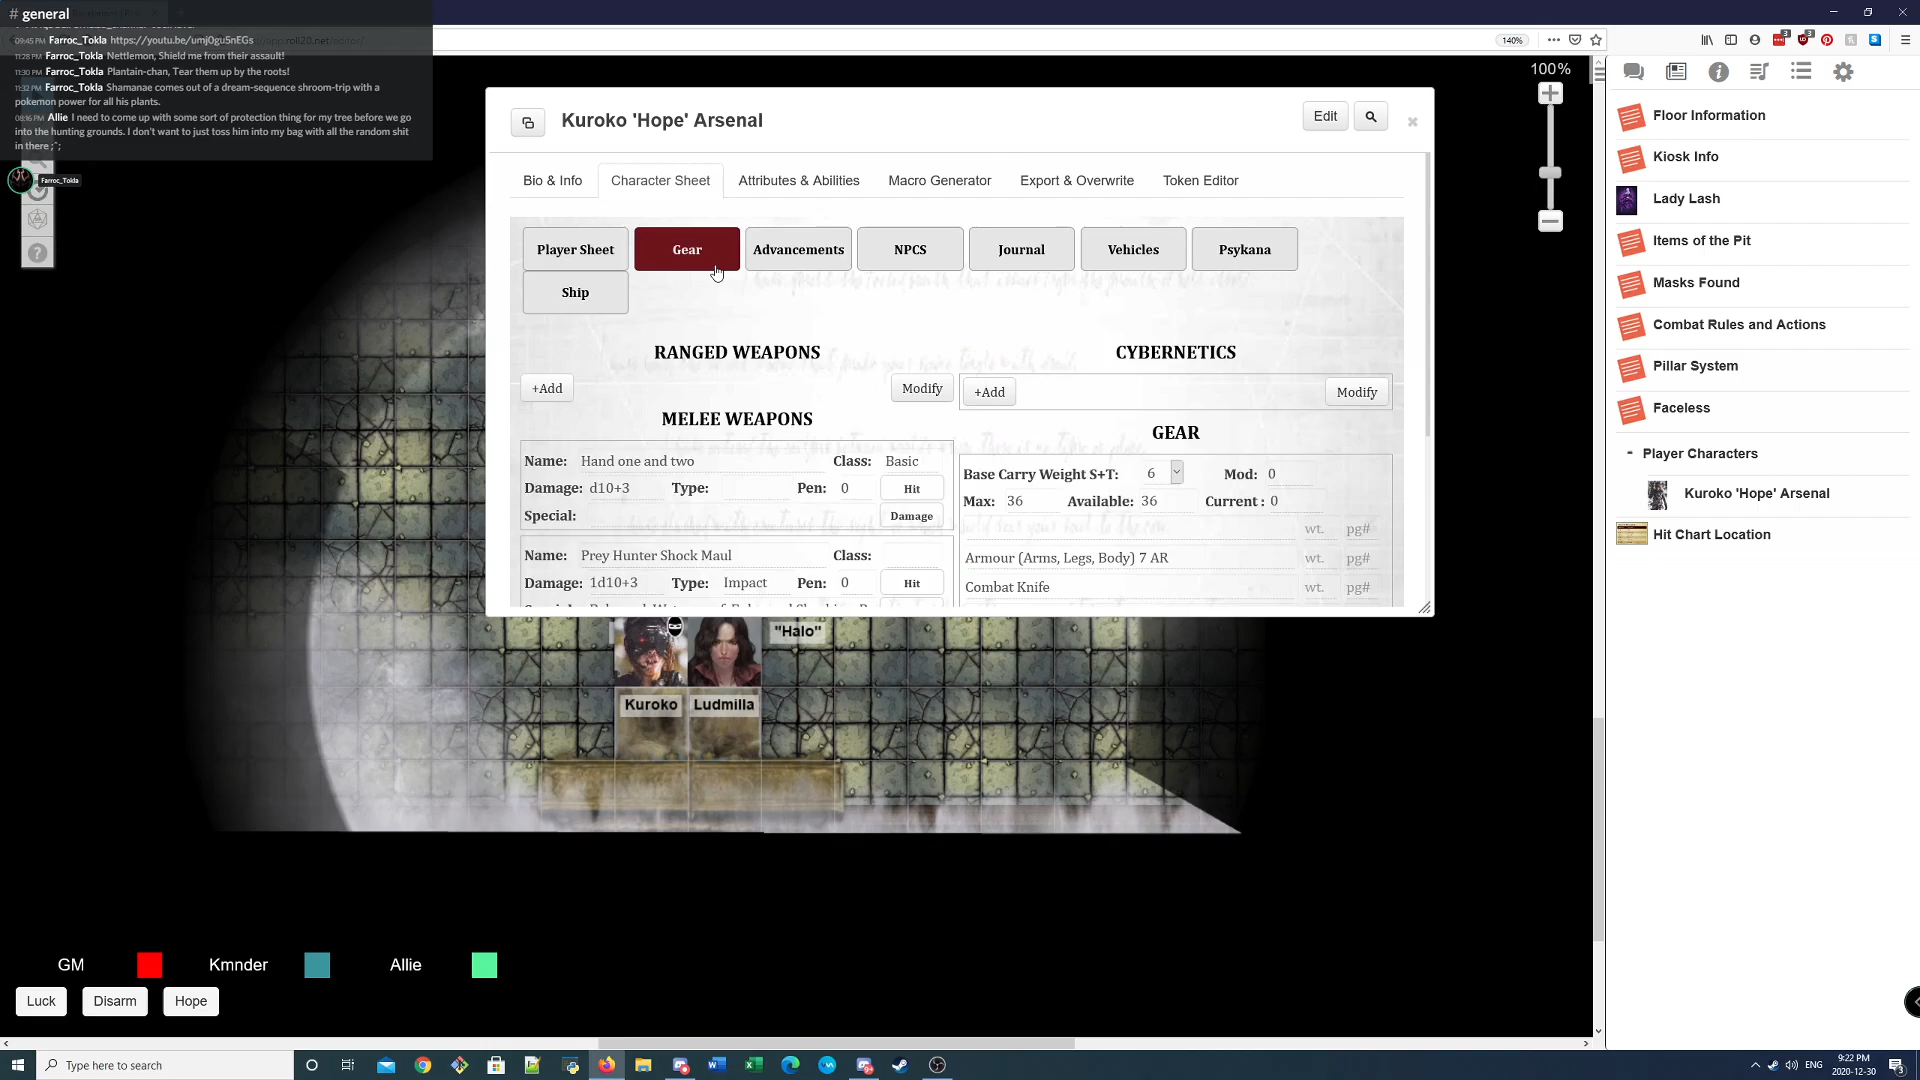 # general
09:45 PM Farroc_Tokla https://youtu.be/umj0gu5nEGs
11:28 PM Farroc_Tokla Nettlemon, Shield me from their assault!
11:30 PM Farroc_Tokla Plantain-chan, Tear them up by the roots!
11:32 PM Farroc_Tokla Shamanae comes out of a dream-sequence shroom-trip with a
pokemon power for all his plants.
08:16 PM Allie I need to come up with some sort of protection thing for my tree before we go
into the hunting grounds. I don't want to just toss him into my bag with all the random shit
in there ;^;
Farroc_Tokla
140%
100%
Kuroko 'Hope' Arsenal
Edit
Bio & Info
Character Sheet
Attributes & Abilities
Macro Generator
Export & Overwrite
Token Editor
Player Sheet
Gear
Advancements
NPCS
Journal
Vehicles
Psykana
Ship
RANGED WEAPONS
+Add
Modify
MELEE WEAPONS
Name: Hand one and two Class: Basic
Damage: d10+3 Type: Pen: 0 Hit
Special: Damage
Name: Prey Hunter Shock Maul Class:
Damage: 1d10+3 Type: Impact Pen: 0 Hit
CYBERNETICS
+Add
Modify
GEAR
Base Carry Weight S+T: 6 Mod: 0
Max: 36 Available: 36 Current : 0
wt. pg#
Armour (Arms, Legs, Body) 7 AR
Combat Knife wt. pg#
"Halo"
Kuroko
Ludmilla
GM
Kmnder
Allie
Luck
Disarm
Hope
Floor Information
Kiosk Info
Lady Lash
Items of the Pit
Masks Found
Combat Rules and Actions
Pillar System
Faceless
- Player Characters
Kuroko 'Hope' Arsenal
Hit Chart Location
Type here to search
ENG
9:22 PM
2020-12-30